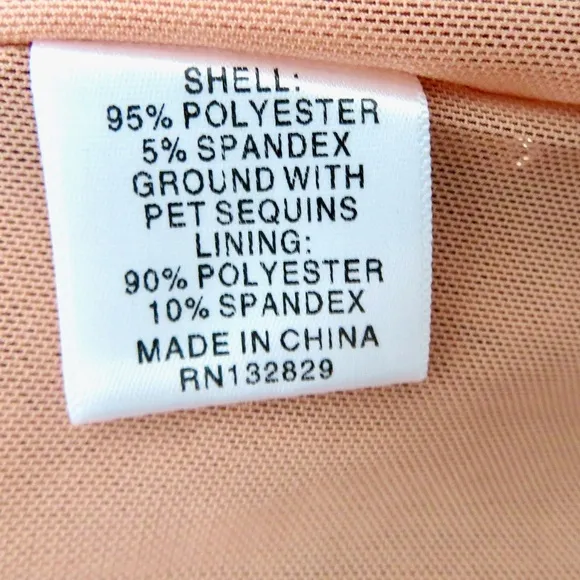 SHELL:
95% POLYESTER
5% SPANDEX
GROUND WITH
PET SEQUINS
LINING:
90% POLYESTER
10% SPANDEX
MADE IN CHINA
RN132829